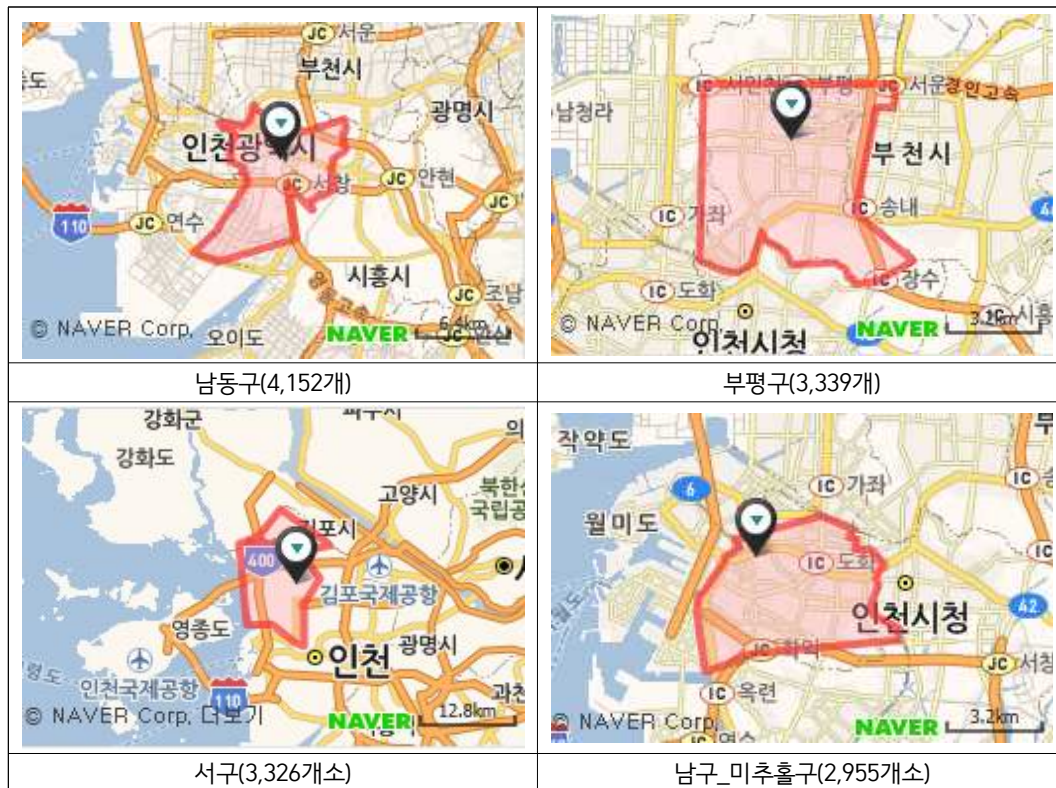 JC 서운
부천시
광명시
인천광역시
JC 서창
JC 안현
110
JC 연수
시흥시
JC 조남
© NAVER Corp.
오이도
NAVER
6.4km
남동구(4,152개)
서인천
부평
JC 서운
경인고속
남청라
부천시
IC 가좌
IC 송내
IC 도화
IC 장수
인천시청
© NAVER Corp.
NAVER
3.2km
부평구(3,339개)
강화군
강화도
고양시
김포시
400
김포국제공항
영종도
인천
광명시
인천국제공항
110
© NAVER Corp. 더보기
NAVER
12.8km
서구(3,326개소)
작약도
IC 가좌
6
월미도
IC 도화
인천시청
42
JC 서창
IC 옥련
© NAVER Corp.
NAVER
3.2km
남구_미추홀구(2,955개소)